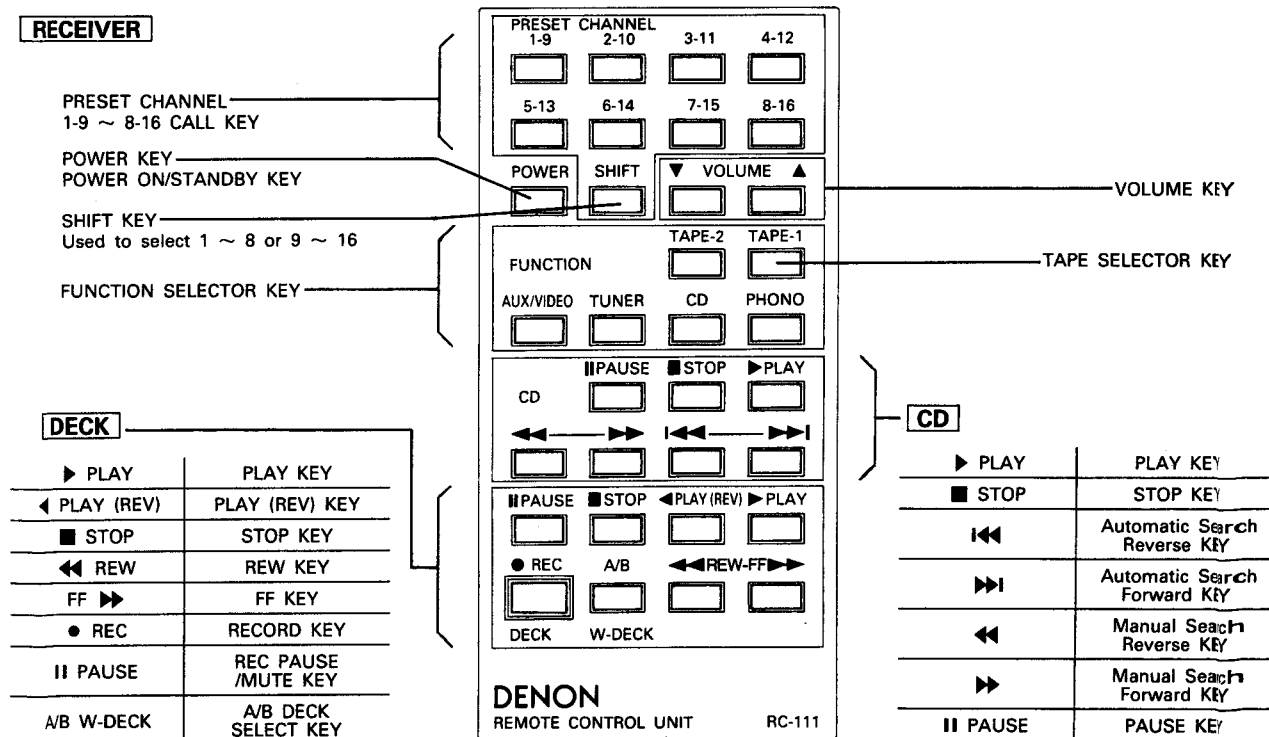 RECEIVER
PRESET CHANNEL
1-9 ～ 8-16 CALL KEY
POWER KEY
POWER ON/STANDBY KEY
SHIFT KEY
Used to select 1 ～ 8 or 9 ～ 16
FUNCTION SELECTOR KEY
PRESET CHANNEL
1-9 2-10 3-11 4-12
5-13 6-14 7-15 8-16
POWER SHIFT ▼ VOLUME ▲
TAPE-2 TAPE-1
FUNCTION
AUX/VIDEO TUNER CD PHONO
II PAUSE ■ STOP ▶ PLAY
CD
◀◀ ▶▶ I◀◀ ▶▶I
II PAUSE ■ STOP ◀ PLAY (REV) ▶ PLAY
● REC A/B ◀◀ REW-FF ▶▶
DECK W-DECK
DENON
REMOTE CONTROL UNIT RC-111
VOLUME KEY
TAPE SELECTOR KEY
DECK
▶ PLAY PLAY KEY
◀ PLAY (REV) PLAY (REV) KEY
■ STOP STOP KEY
◀◀ REW REW KEY
FF ▶▶ FF KEY
● REC RECORD KEY
II PAUSE REC PAUSE
/MUTE KEY
A/B W-DECK A/B DECK
SELECT KEY
CD
▶ PLAY PLAY KEY
■ STOP STOP KEY
I◀◀ Automatic Search
Reverse KEY
▶▶I Automatic Search
Forward KEY
◀◀ Manual Search
Reverse KEY
▶▶ Manual Search
Forward KEY
II PAUSE PAUSE KEY